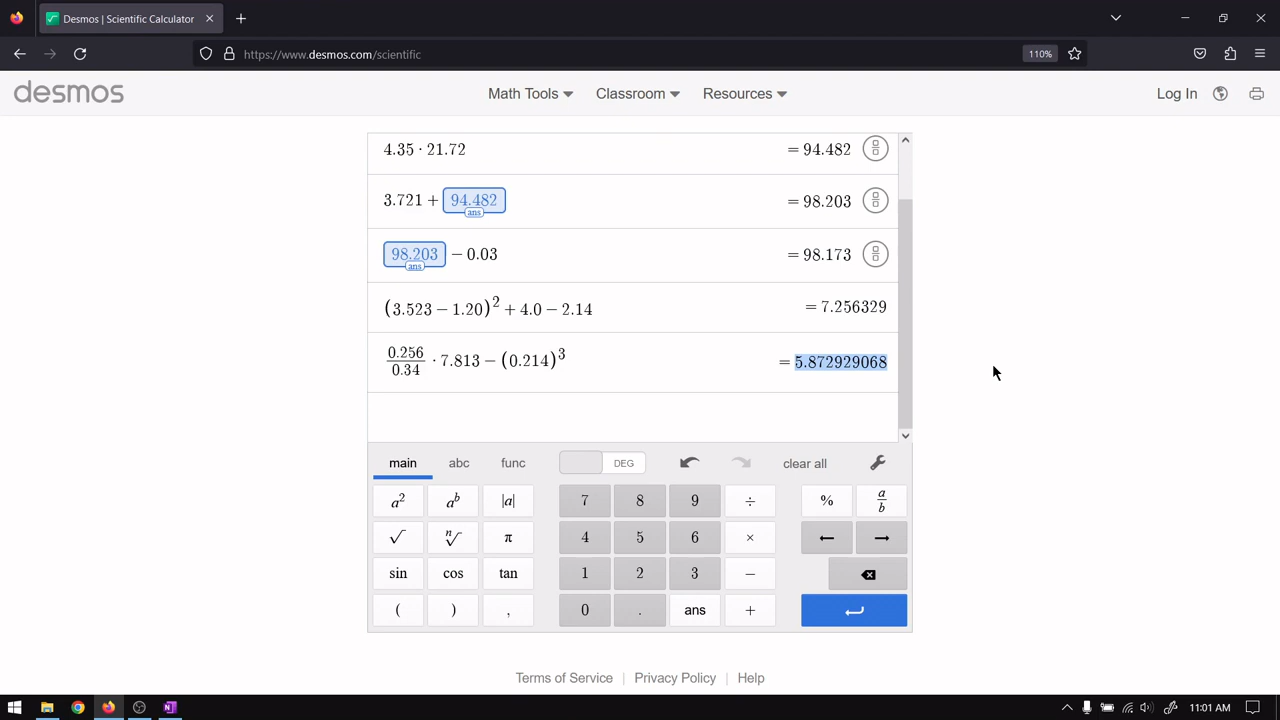 Desmos | Scientific Calculator
https://www.desmos.com/scientific
110%
desmos
Math Tools
Classroom
Resources
Log In
4.35 · 21.72 = 94.482
3.721 + 94.482 = 98.203
ans
98.203 − 0.03 = 98.173
ans
(3.523 − 1.20)² + 4.0 − 2.14 = 7.256329
0.256/0.34 · 7.813 − (0.214)³ = 5.872929068
main abc func DEG clear all
a² aᵇ |a| 7 8 9 ÷ % a/b
√ ⁿ√ π 4 5 6 × ← →
sin cos tan 1 2 3 −
( ) , 0 . ans +
Terms of Service | Privacy Policy | Help
11:01 AM